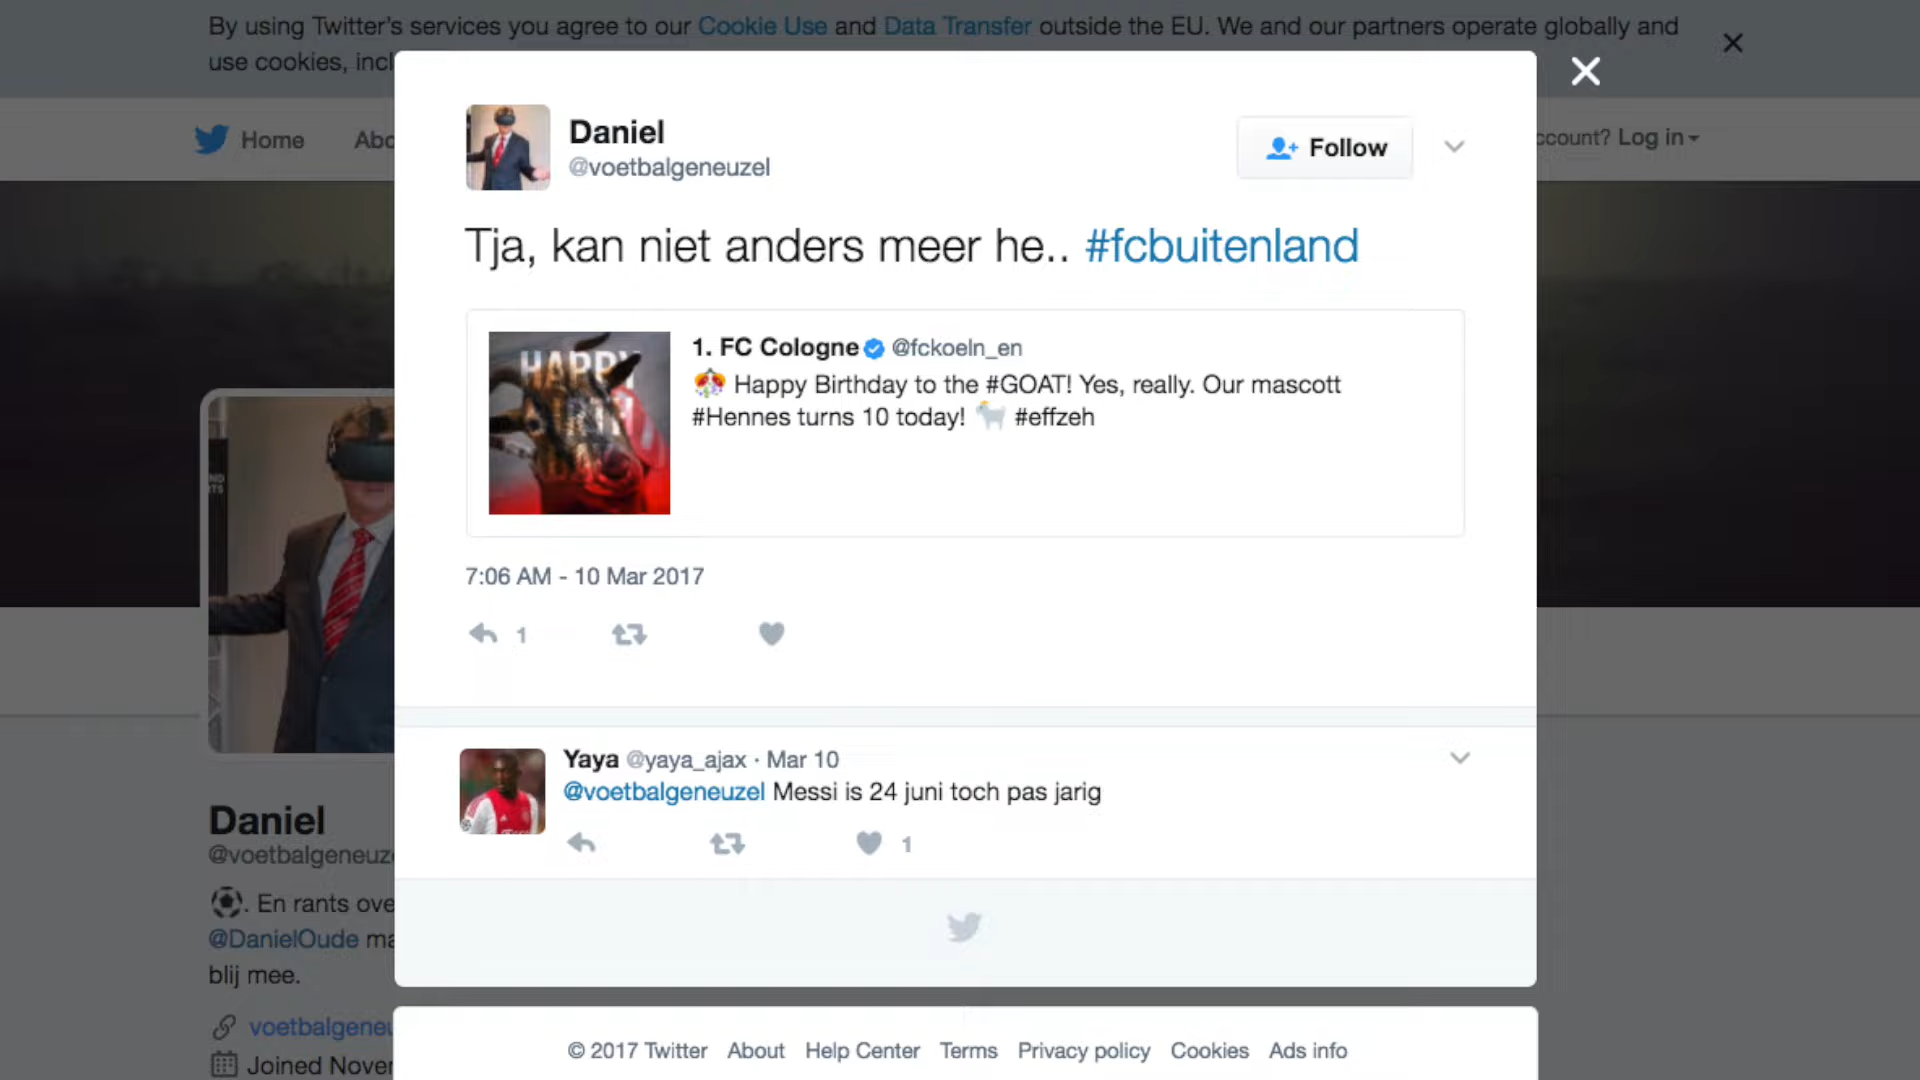 By using Twitter's services you agree to our Cookie Use and Data Transfer outside the EU. We and our partners operate globally and
use cookies, incl
Home
Abo
ccount? Log in
Daniel
@voetbalgeneuzel
Follow
Tja, kan niet anders meer he.. #fcbuitenland
HAPPY
1. FC Cologne @fckoeln_en
Happy Birthday to the #GOAT! Yes, really. Our mascott
#Hennes turns 10 today! #effzeh
7:06 AM - 10 Mar 2017
1
Yaya @yaya_ajax · Mar 10
@voetbalgeneuzel Messi is 24 juni toch pas jarig
1
Daniel
@voetbalgeneuze
. En rants ove
@DanielOude ma
blij mee.
voetbalgeneu
Joined Nover
© 2017 Twitter About Help Center Terms Privacy policy Cookies Ads info